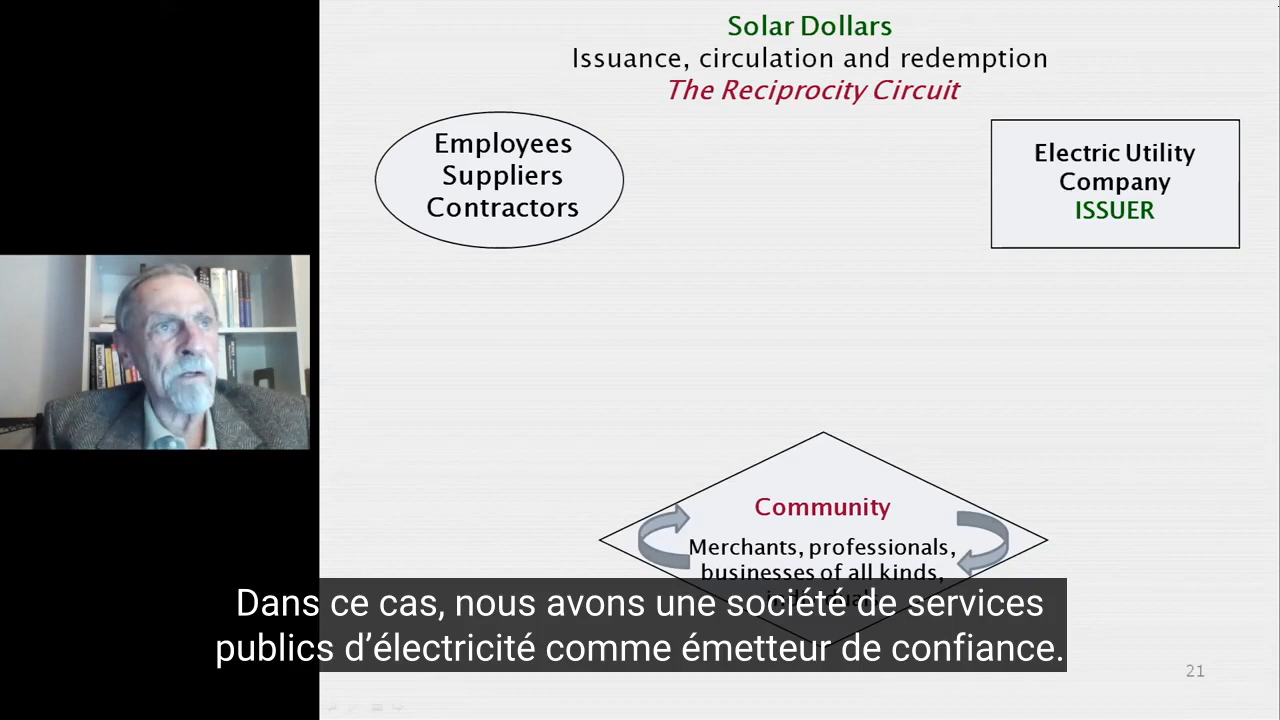 Solar Dollars
Issuance, circulation and redemption
The Reciprocity Circuit
Employees
Suppliers
Contractors
Electric Utility
Company
ISSUER
Community
Merchants, professionals,
businesses of all kinds,
Dans ce cas, nous avons une société de services
publics d’électricité comme émetteur de confiance.
21